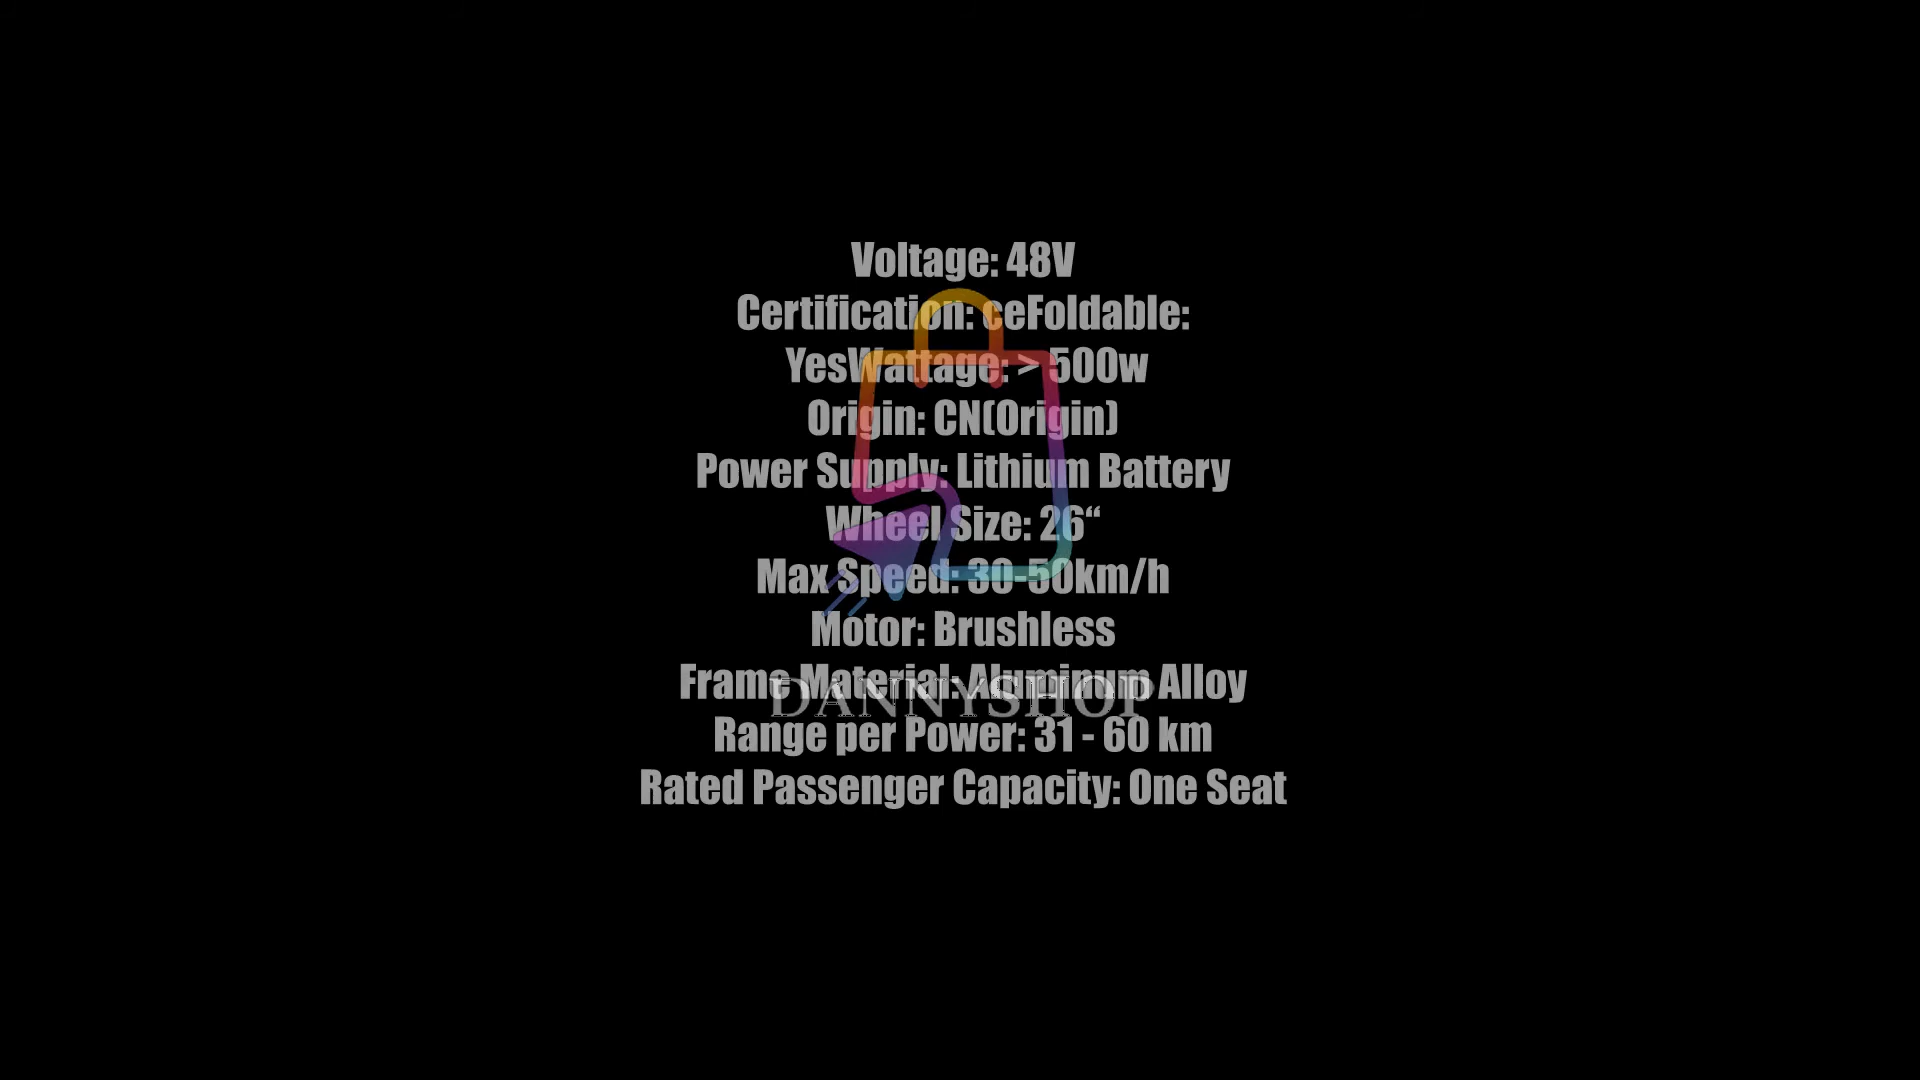 Voltage: 48V
Certification: ceFoldable:
YesWattage: > 500w
Origin: CN(Origin)
Power Supply: Lithium Battery
Wheel Size: 26“
Max Speed: 30-50km/h
Motor: Brushless
Frame Material: Aluminum Alloy
DANNYSHOP
Range per Power: 31 - 60 km
Rated Passenger Capacity: One Seat